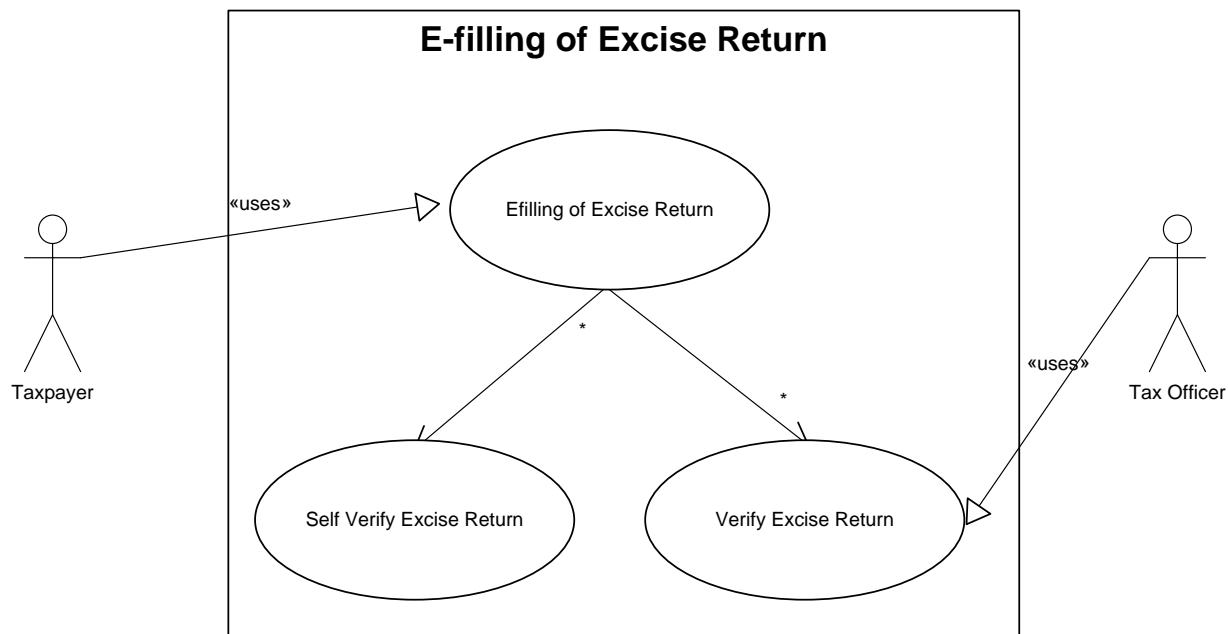 E-filling of Excise Return
Efilling of Excise Return
«uses»
*
Taxpayer
«uses»
Tax Officer
*
Self Verify Excise Return
Verify Excise Return